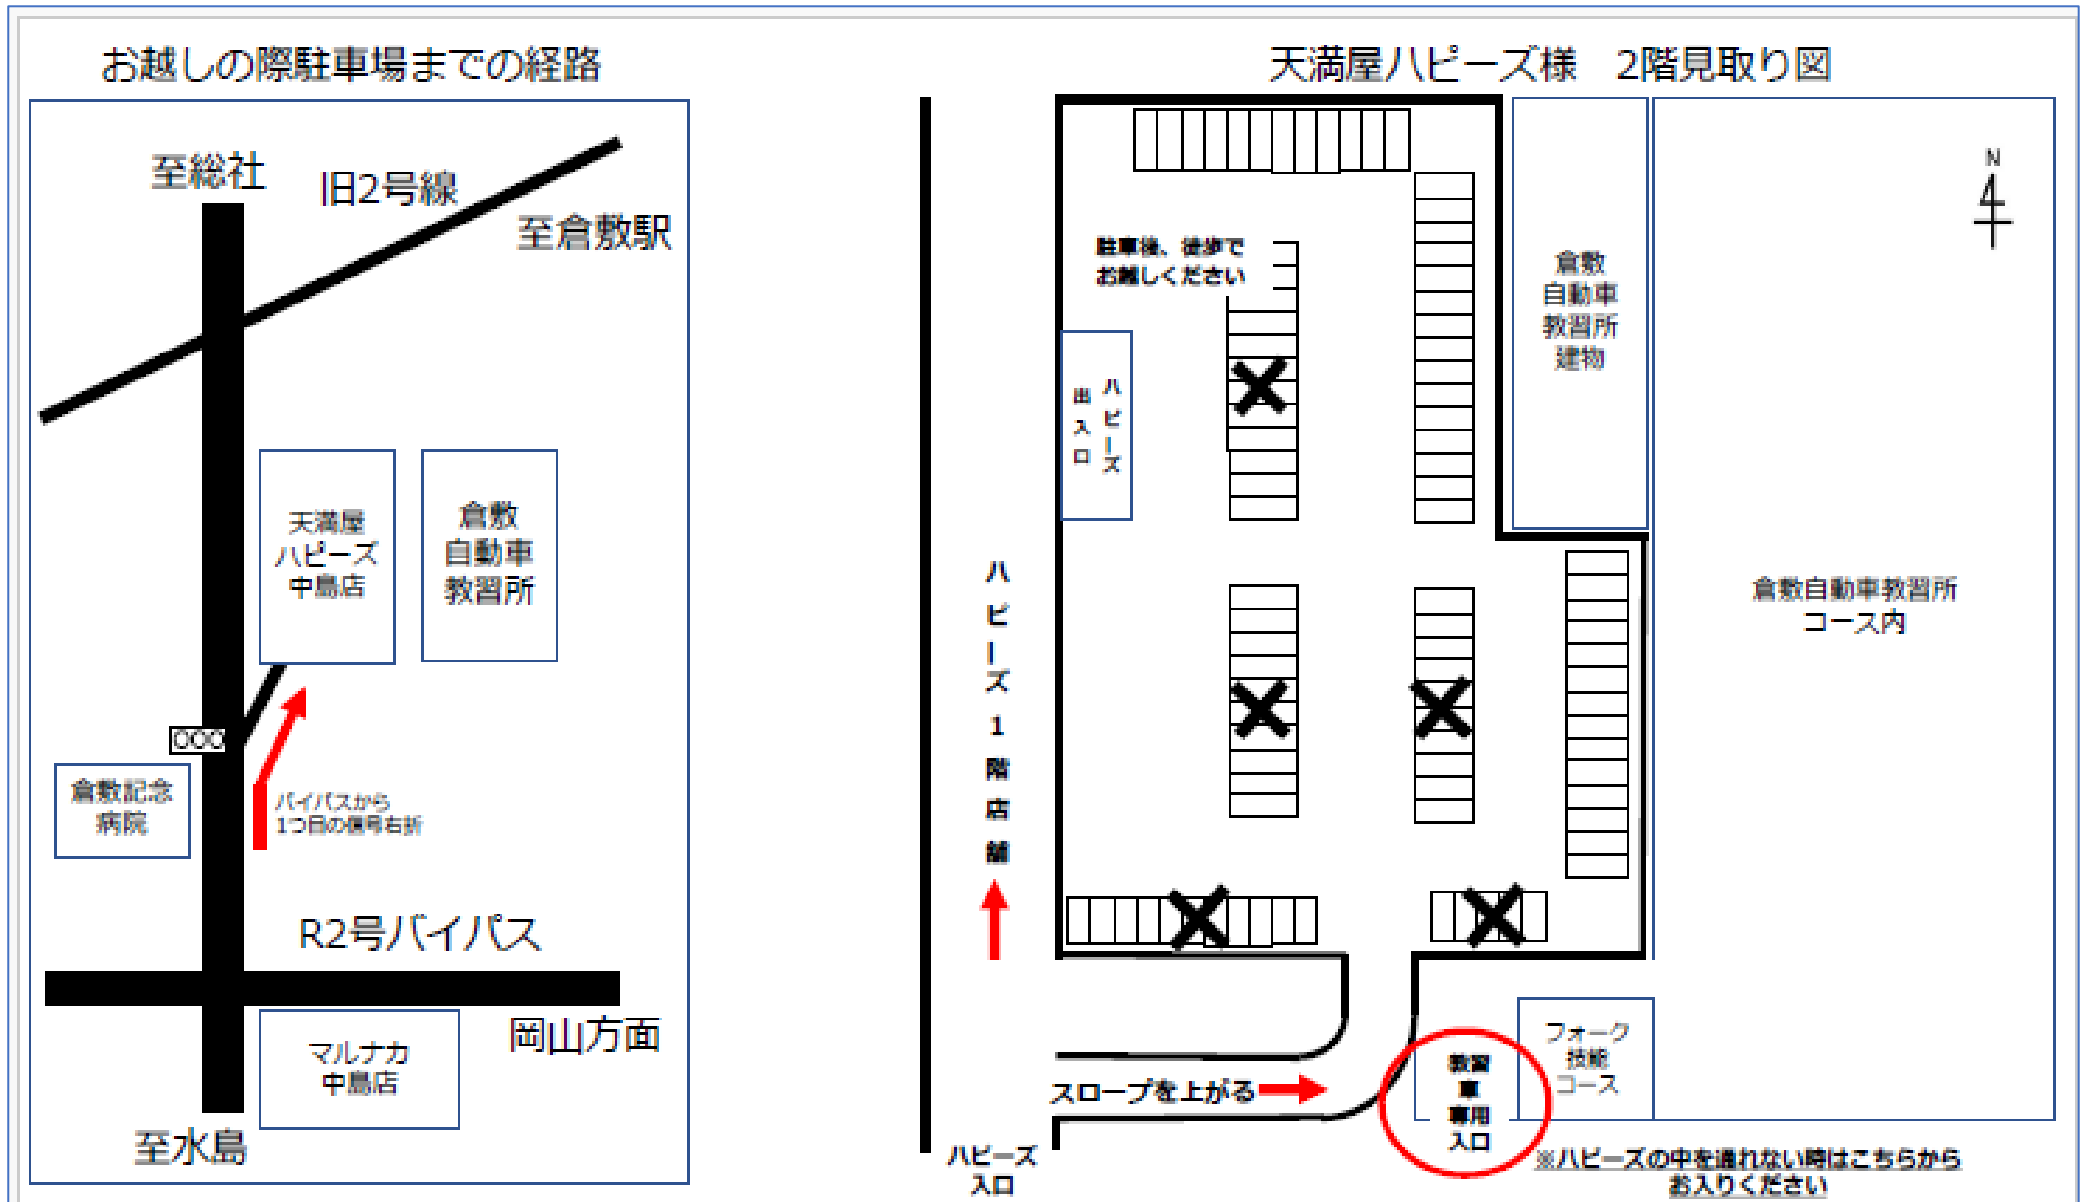 お越しの際駐車場までの経路
至総社
旧2号線
至倉敷駅
天満屋
ハピーズ
中島店
倉敷
自動車
教習所
倉敷記念
病院
バイパスから
1つ目の信号右折
R2号バイパス
岡山方面
マルナカ
中島店
至水島
天満屋ハピーズ様　2階見取り図
N
駐車後、徒歩で
お越しください
ハピーズ
出入口
倉敷
自動車
教習所
建物
倉敷自動車教習所
コース内
ハピーズ1階店舗
スロープを上がる
教習
車
専用
入口
フォーク
技能
コース
ハピーズ
入口
※ハピーズの中を通れない時はこちらから
お入りください